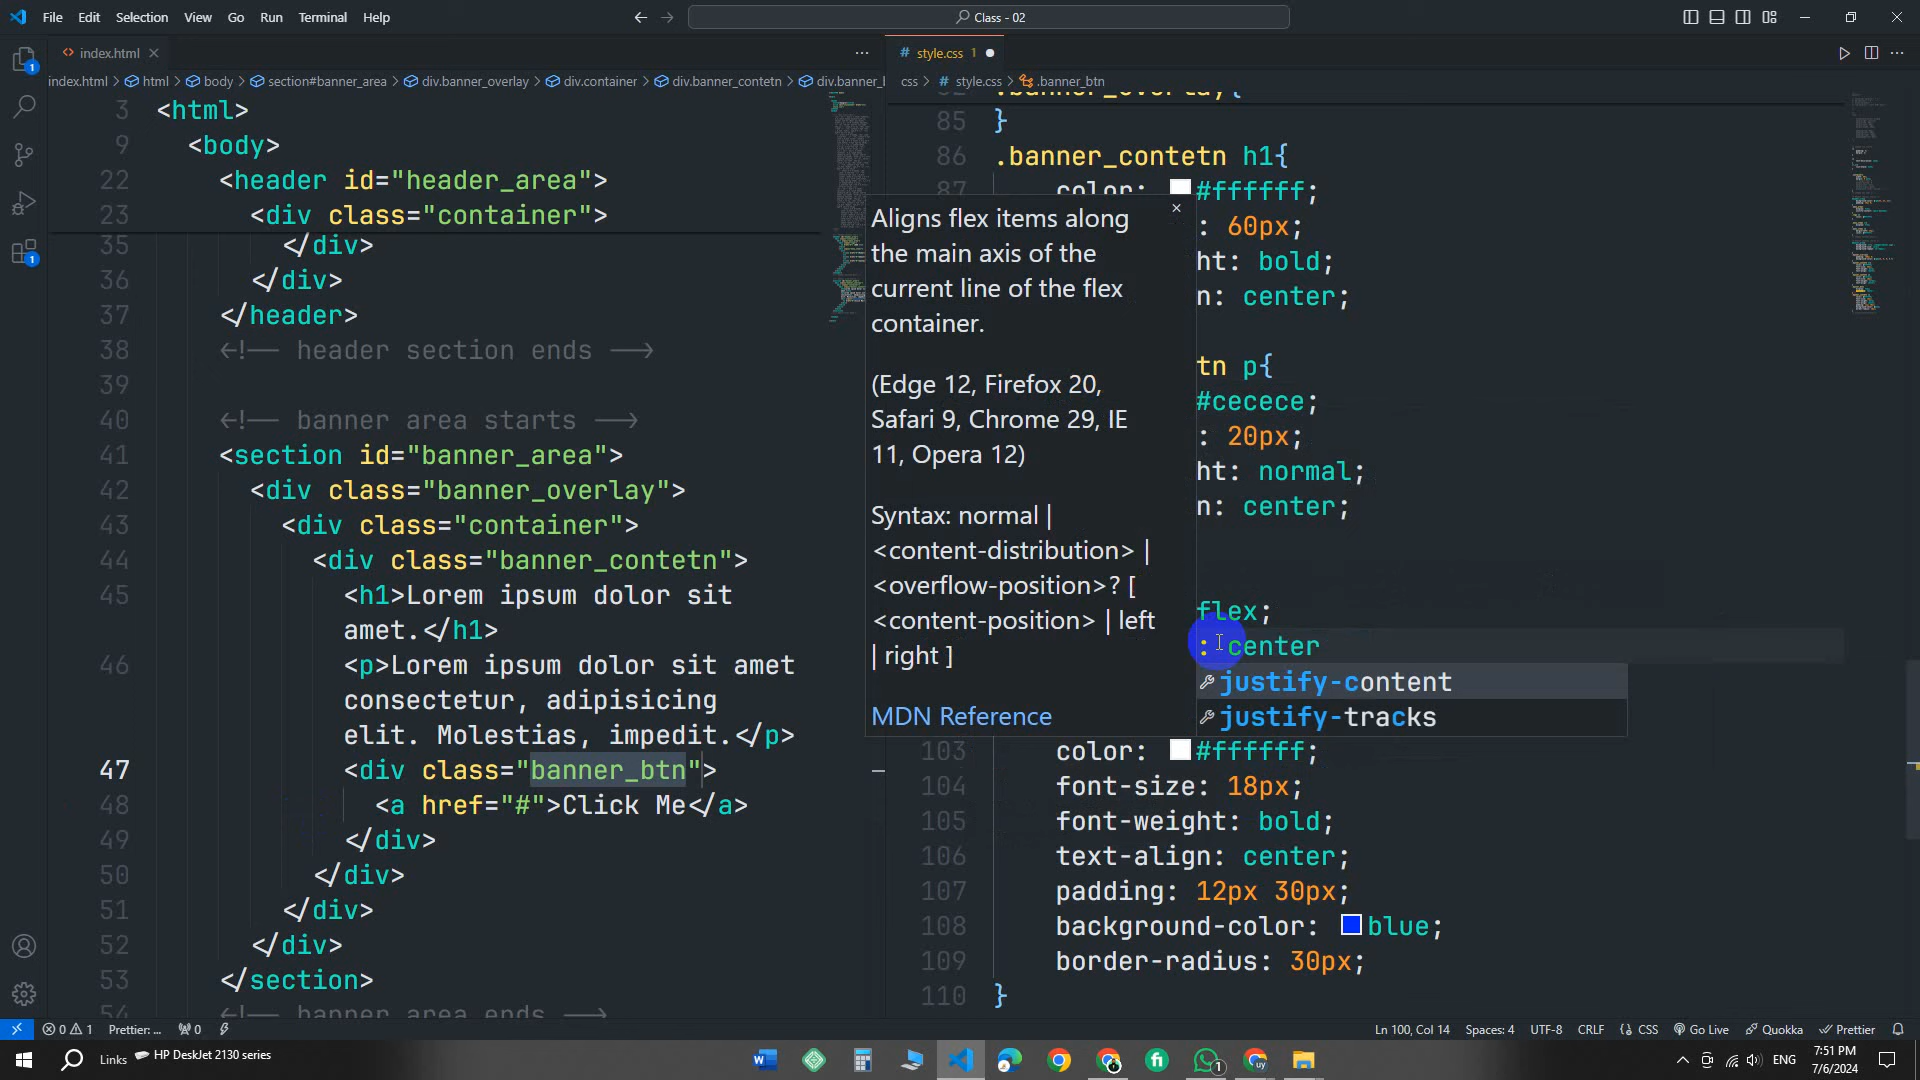 File Edit Selection View Go Run Terminal Help
Class - 02
index.html
style.css 1
index.html > html > body > section#banner_area > div.banner_overlay > div.container > div.banner_contetn > div.banner_
css > style.css > .banner_btn
3 <html>
9 <body>
22 <header id="header_area">
23 <div class="container">
35 </div>
36 </div>
37 </header>
38 <!-- header section ends -->
39
40 <!-- banner area starts -->
41 <section id="banner_area">
42 <div class="banner_overlay">
43 <div class="container">
44 <div class="banner_contetn">
45 <h1>Lorem ipsum dolor sit
amet.</h1>
46 <p>Lorem ipsum dolor sit amet
consectetur, adipisicing
elit. Molestias, impedit.</p>
47 <div class="banner_btn">
48 <a href="#">Click Me</a>
49 </div>
50 </div>
51 </div>
52 </div>
53 </section>
54 <!-- banner area ends -->
.banner_overlay{
85 }
86 .banner_contetn h1{
87 color: #ffffff;
: 60px;
ht: bold;
n: center;
tn p{
#cecece;
: 20px;
ht: normal;
n: center;
flex;
: center
justify-content
justify-tracks
Aligns flex items along
the main axis of the
current line of the flex
container.
(Edge 12, Firefox 20,
Safari 9, Chrome 29, IE
11, Opera 12)
Syntax: normal |
<content-distribution> |
<overflow-position>? [
<content-position> | left
| right ]
MDN Reference
103 color: #ffffff;
104 font-size: 18px;
105 font-weight: bold;
106 text-align: center;
107 padding: 12px 30px;
108 background-color: blue;
109 border-radius: 30px;
110 }
0 1 Prettier: ... 0
Ln 100, Col 14 Spaces: 4 UTF-8 CRLF CSS Go Live Quokka Prettier
Links HP DeskJet 2130 series
ENG
7:51 PM
7/6/2024